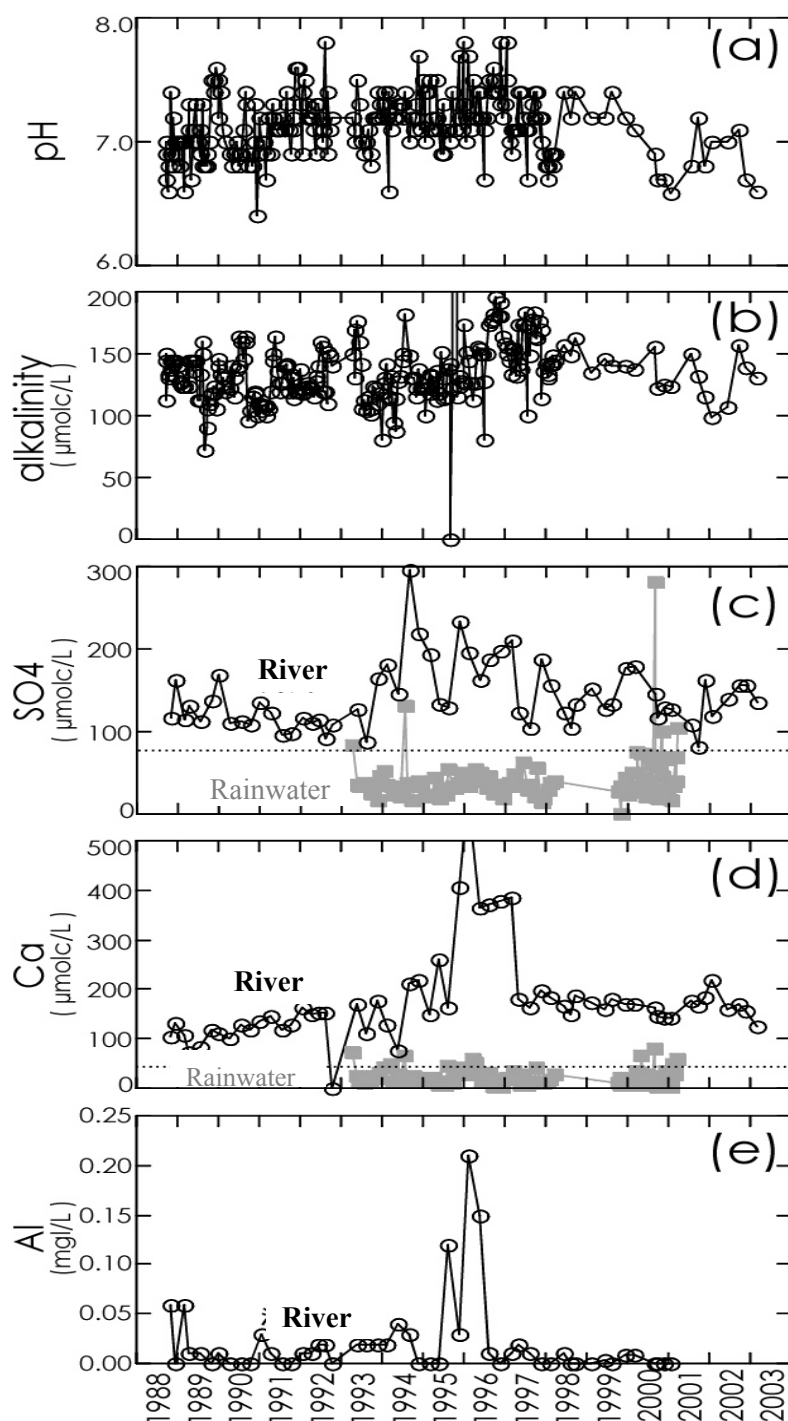 8.0
(a)
pH
7.0
6.0
200
(b)
150
alkinity
alkalinity
( µmolc/L )
100
50
0
300
(c)
200
River
SO4
( µmolc/L )
100
Rainwater
0
500
(d)
400
Ca
( µmolc/L )
300
River
200
100
Rainwater
0
0.25
(e)
0.20
Al
(mgl/L )
0.15
0.10
0.05
River
0.00
1988 1989 1990 1991 1992 1993 1994 1995 1996 1997 1998 1999 2000 2001 2002 2003